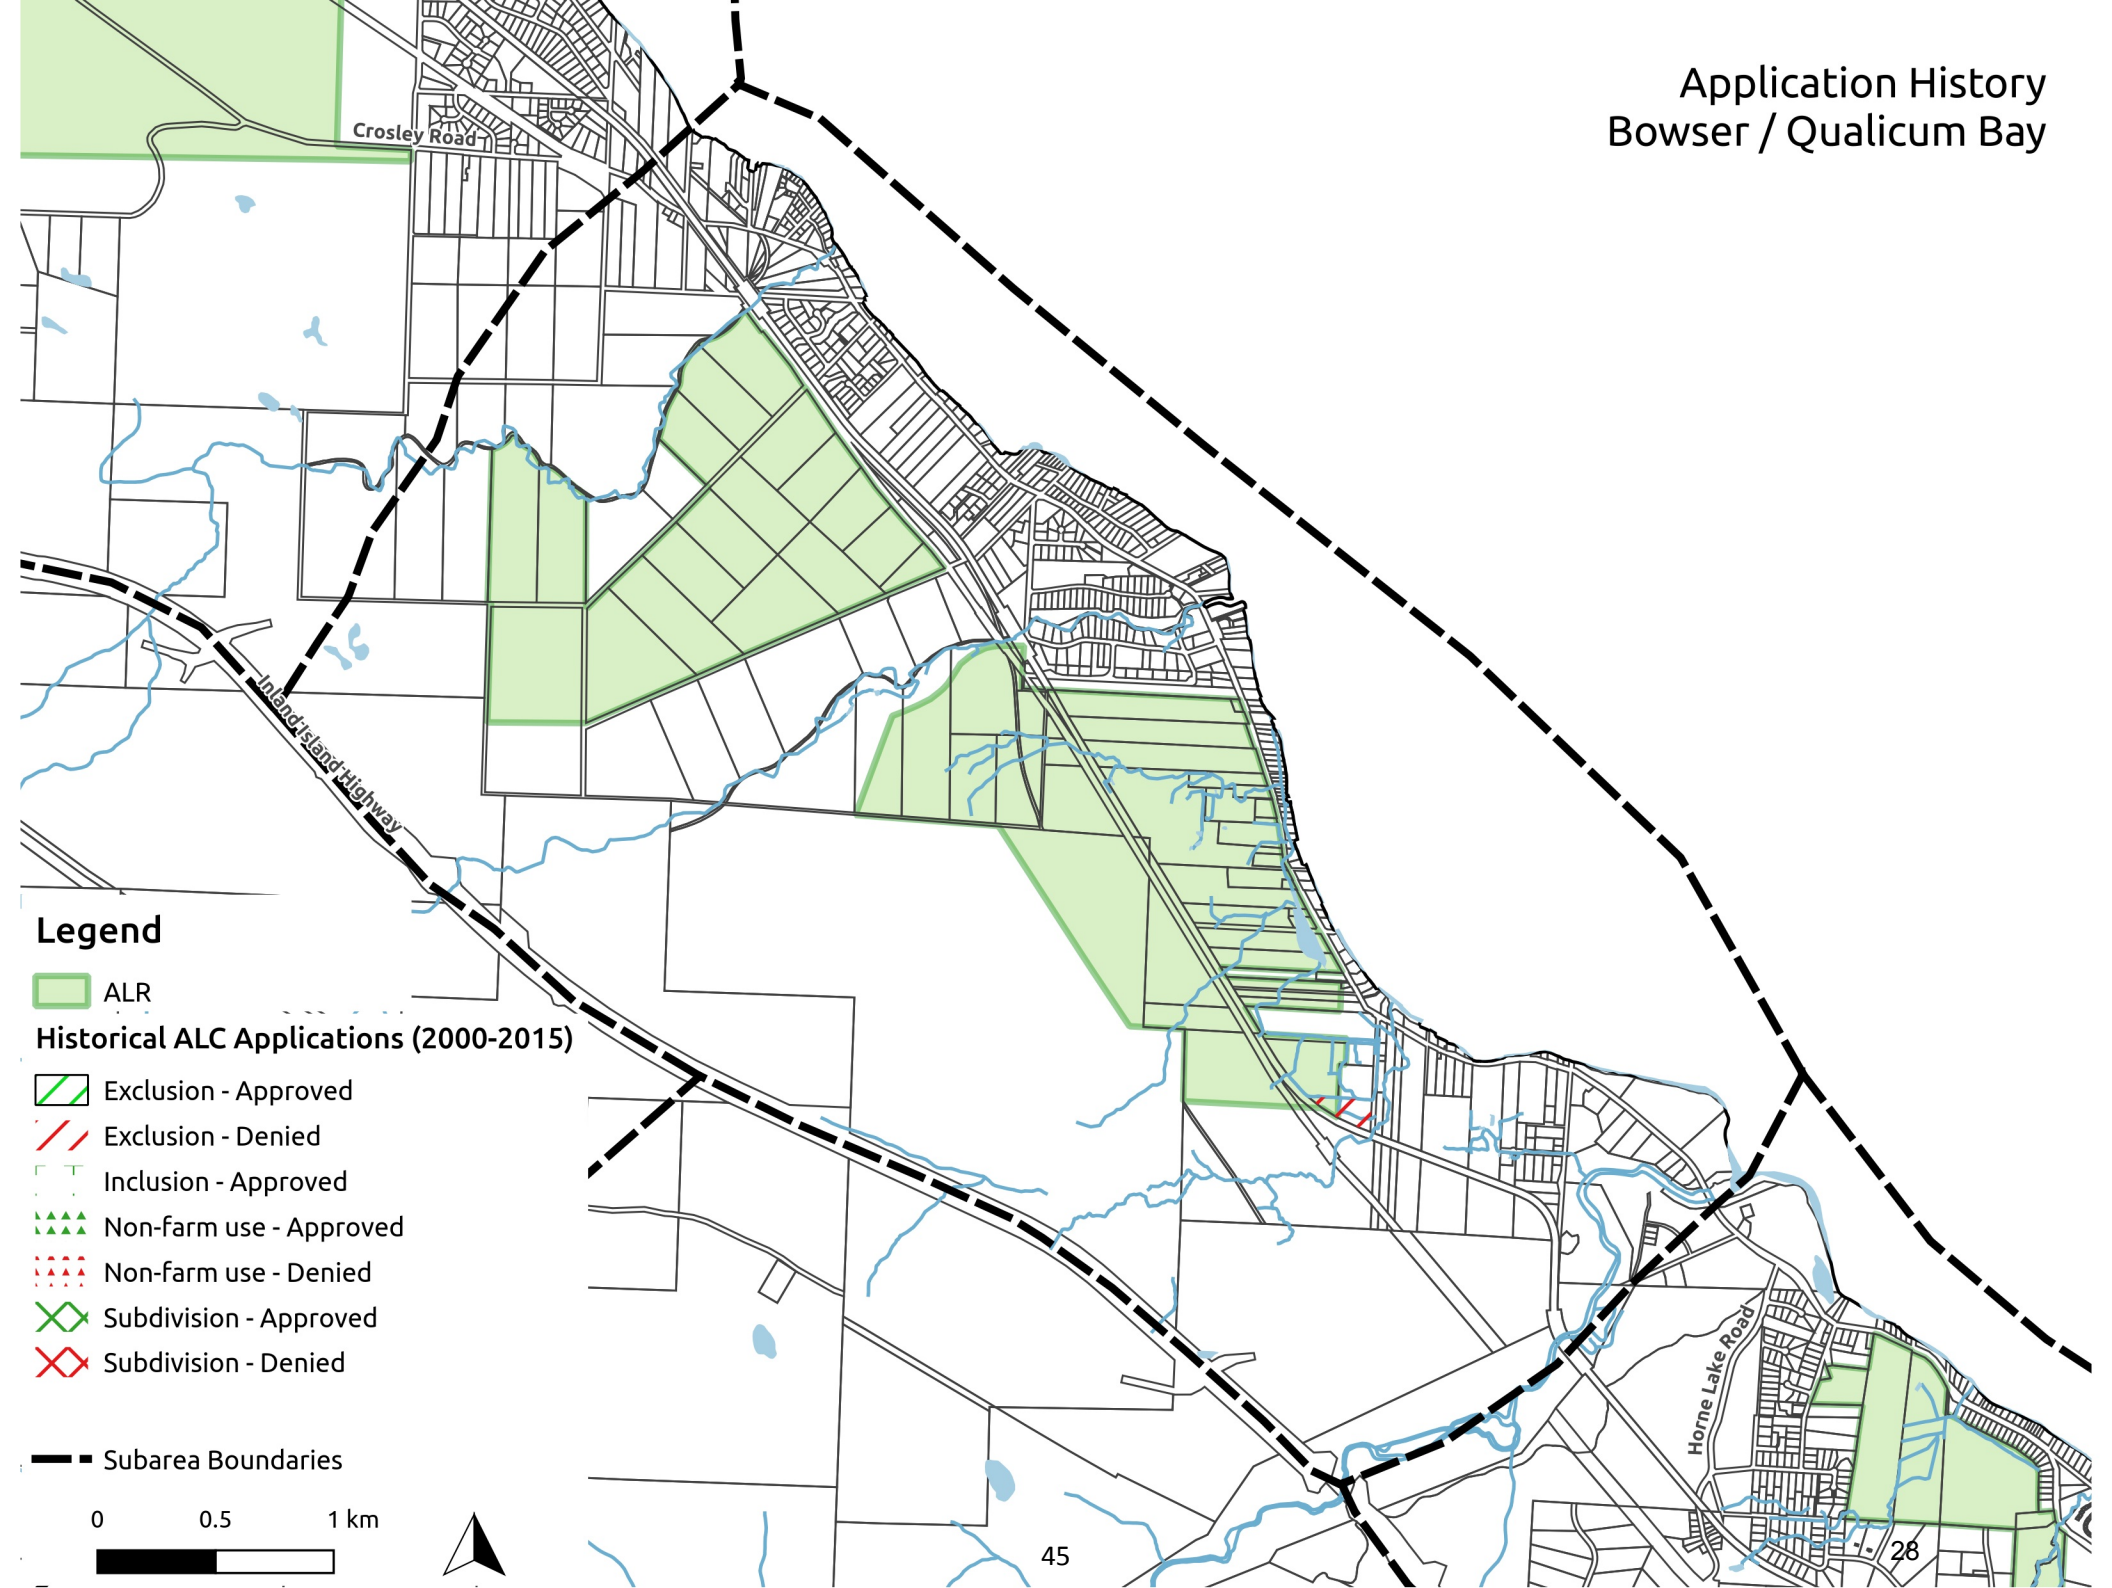 Application History
Bowser / Qualicum Bay
Crosley Road
Inland Island Highway
Horne Lake Road
Legend
ALR
Historical ALC Applications (2000-2015)
Exclusion - Approved
Exclusion - Denied
Inclusion - Approved
Non-farm use - Approved
Non-farm use - Denied
Subdivision - Approved
Subdivision - Denied
Subarea Boundaries
0 0.5 1 km
45
28